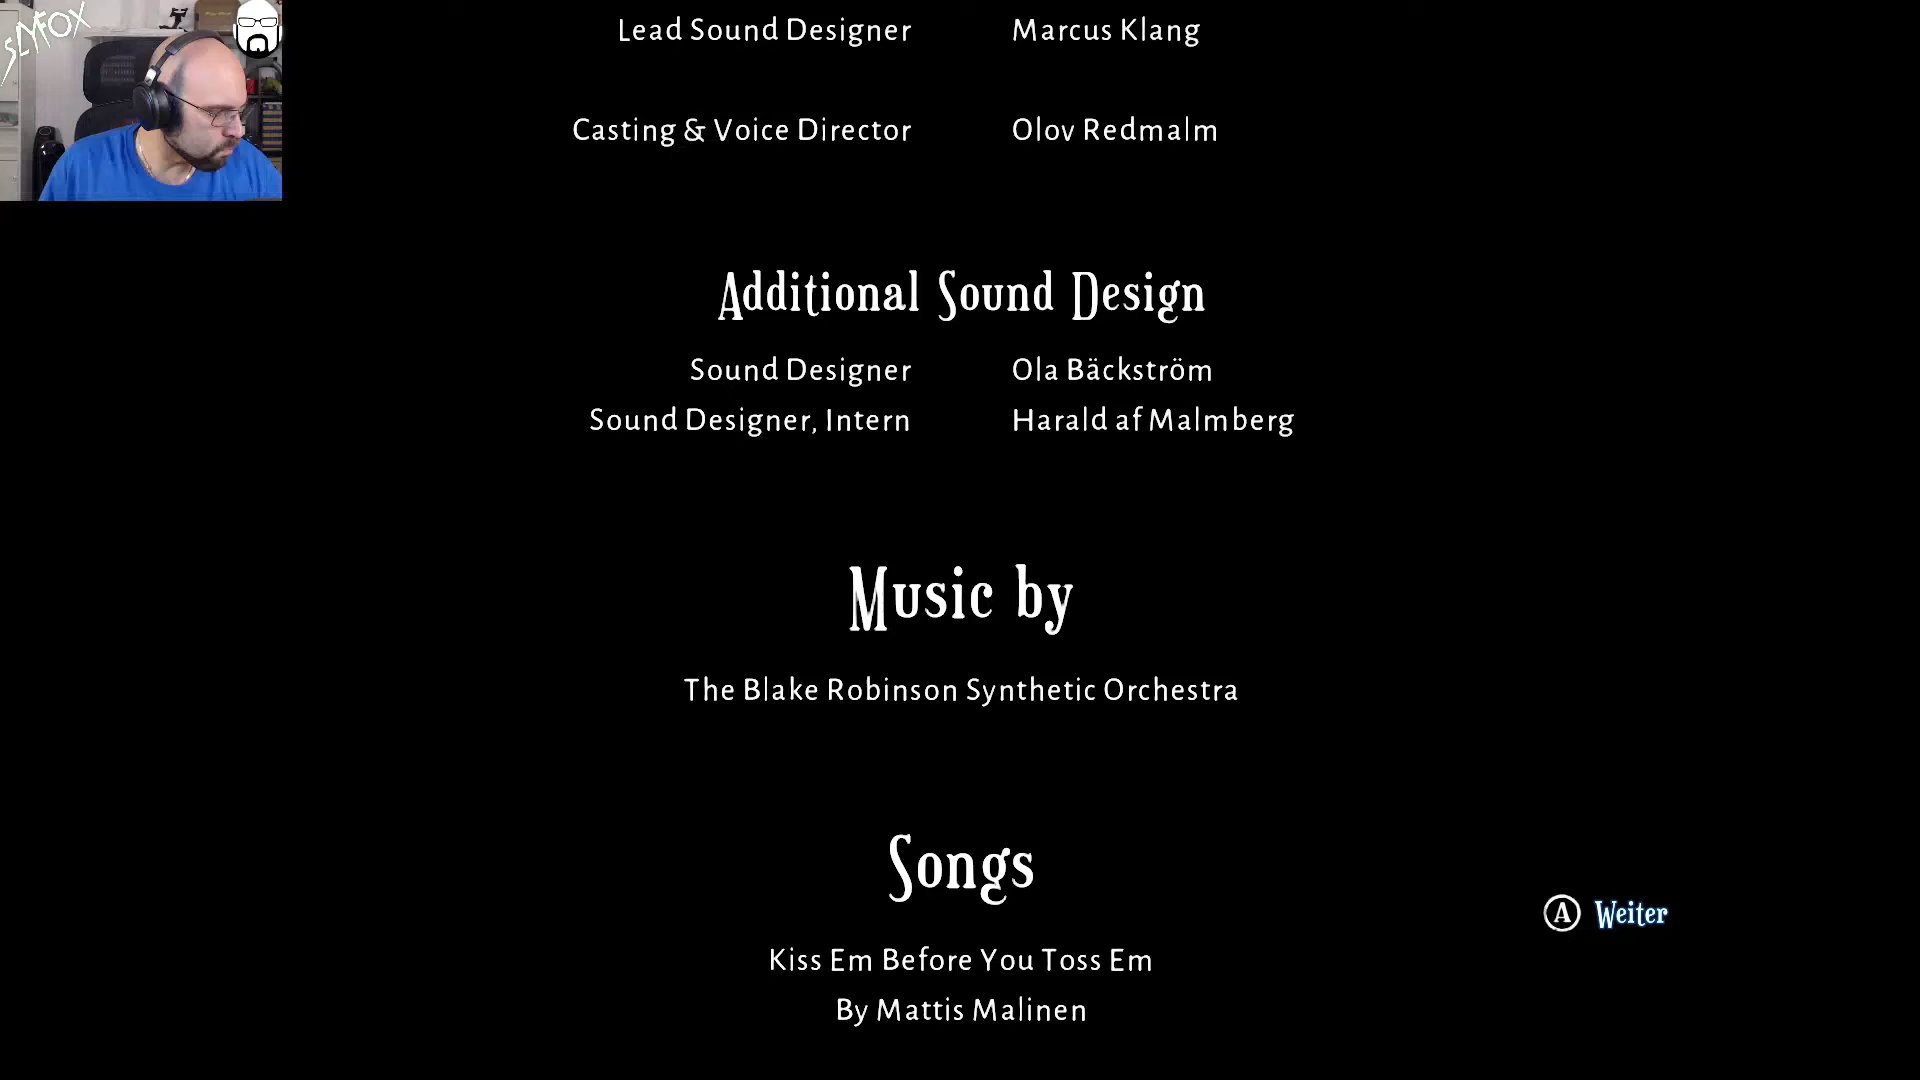 SLYFOX
Lead Sound Designer Marcus Klang
Casting & Voice Director Olov Redmalm
Additional Sound Design
Sound Designer Ola Bäckström
Sound Designer, Intern Harald af Malmberg
Music by
The Blake Robinson Synthetic Orchestra
Songs
A Weiter
Kiss Em Before You Toss Em
By Mattis Malinen